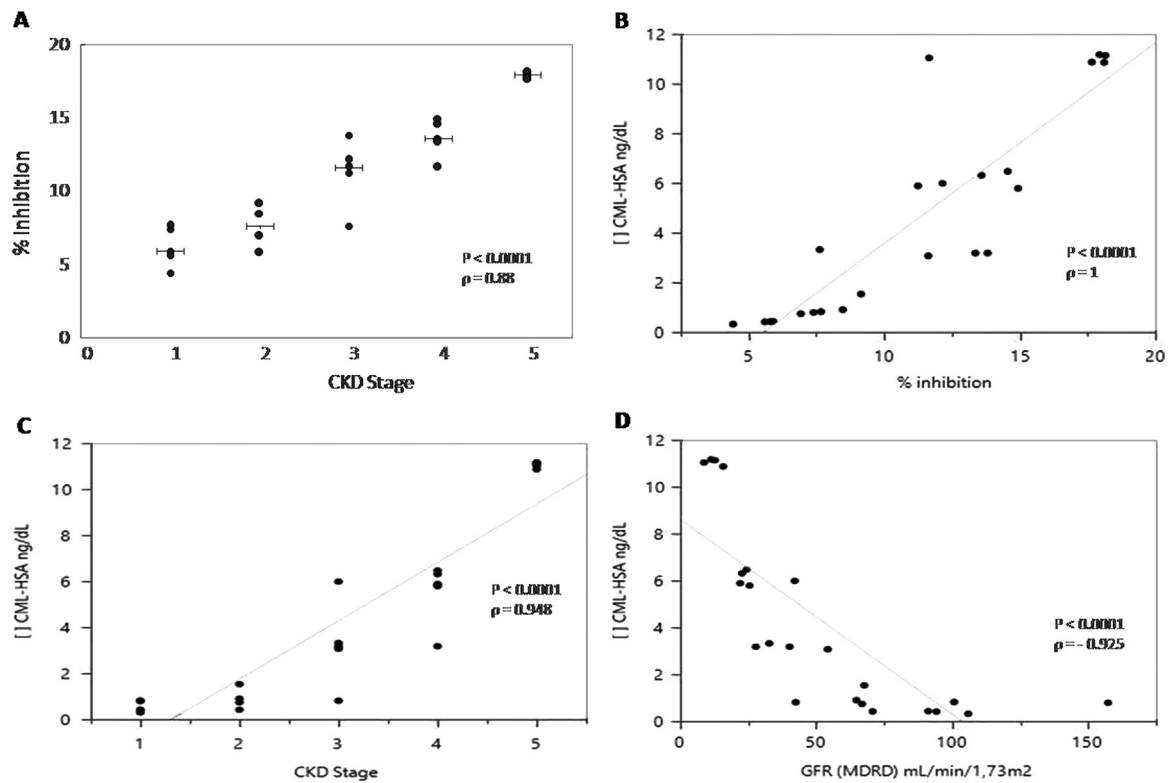 A
20
15
10
5
0
% Inhibition
0 1 2 3 4 5
CKD Stage
P < 0.0001
ρ = 0.88
B
12
10
8
6
4
2
0
[ ] CML-HSA ng/dL
5 10 15 20
% inhibition
P < 0.0001
ρ = 1
C
12
10
8
6
4
2
0
[ ] CML-HSA ng/dL
1 2 3 4 5
CKD Stage
P < 0.0001
ρ = 0.948
D
12
10
8
6
4
2
0
[ ] CML-HSA ng/dL
0 50 100 150
GFR (MDRD) mL/min/1,73m2
P < 0.0001
ρ = - 0.925